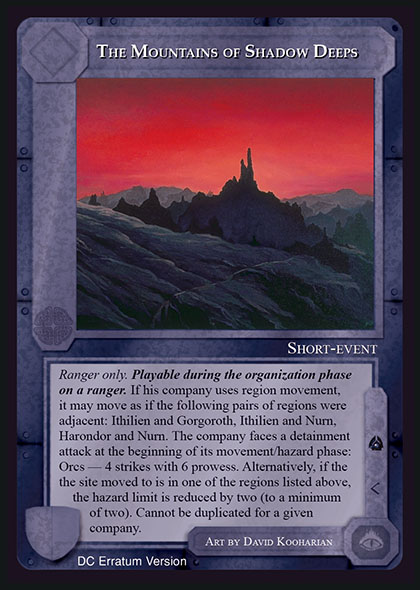 The Mountains of Shadow Deeps
Short-event
Ranger only. Playable during the organization phase
on a ranger. If his company uses region movement,
it may move as if the following pairs of regions were
adjacent: Ithilien and Gorgoroth, Ithilien and Nurn,
Harondor and Nurn. The company faces a detainment
attack at the beginning of its movement/hazard phase:
Orcs — 4 strikes with 6 prowess. Alternatively, if the
the site moved to is in one of the regions listed above,
the hazard limit is reduced by two (to a minimum
of two). Cannot be duplicated for a given
company.
Art by David Kooharian
DC Erratum Version